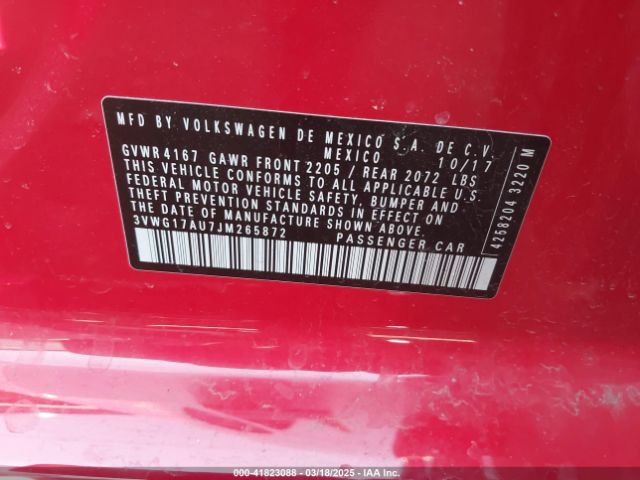 MFD BY VOLKSWAGEN DE MEXICO S.A. DE C.V.
MEXICO 10/17
GVWR 4167 GAWR FRONT 2205 / REAR 2072 LBS
THIS VEHICLE CONFORMS TO ALL APPLICABLE U.S.
FEDERAL MOTOR VEHICLE SAFETY, BUMPER AND
THEFT PREVENTION STANDARDS IN EFFECT ON
THE DATE OF MANUFACTURE SHOWN ABOVE.
3VWG17AU7JM265872 PASSENGER CAR
4258204 3220 M
000-41823088 — 03/18/2025 — IAA Inc.